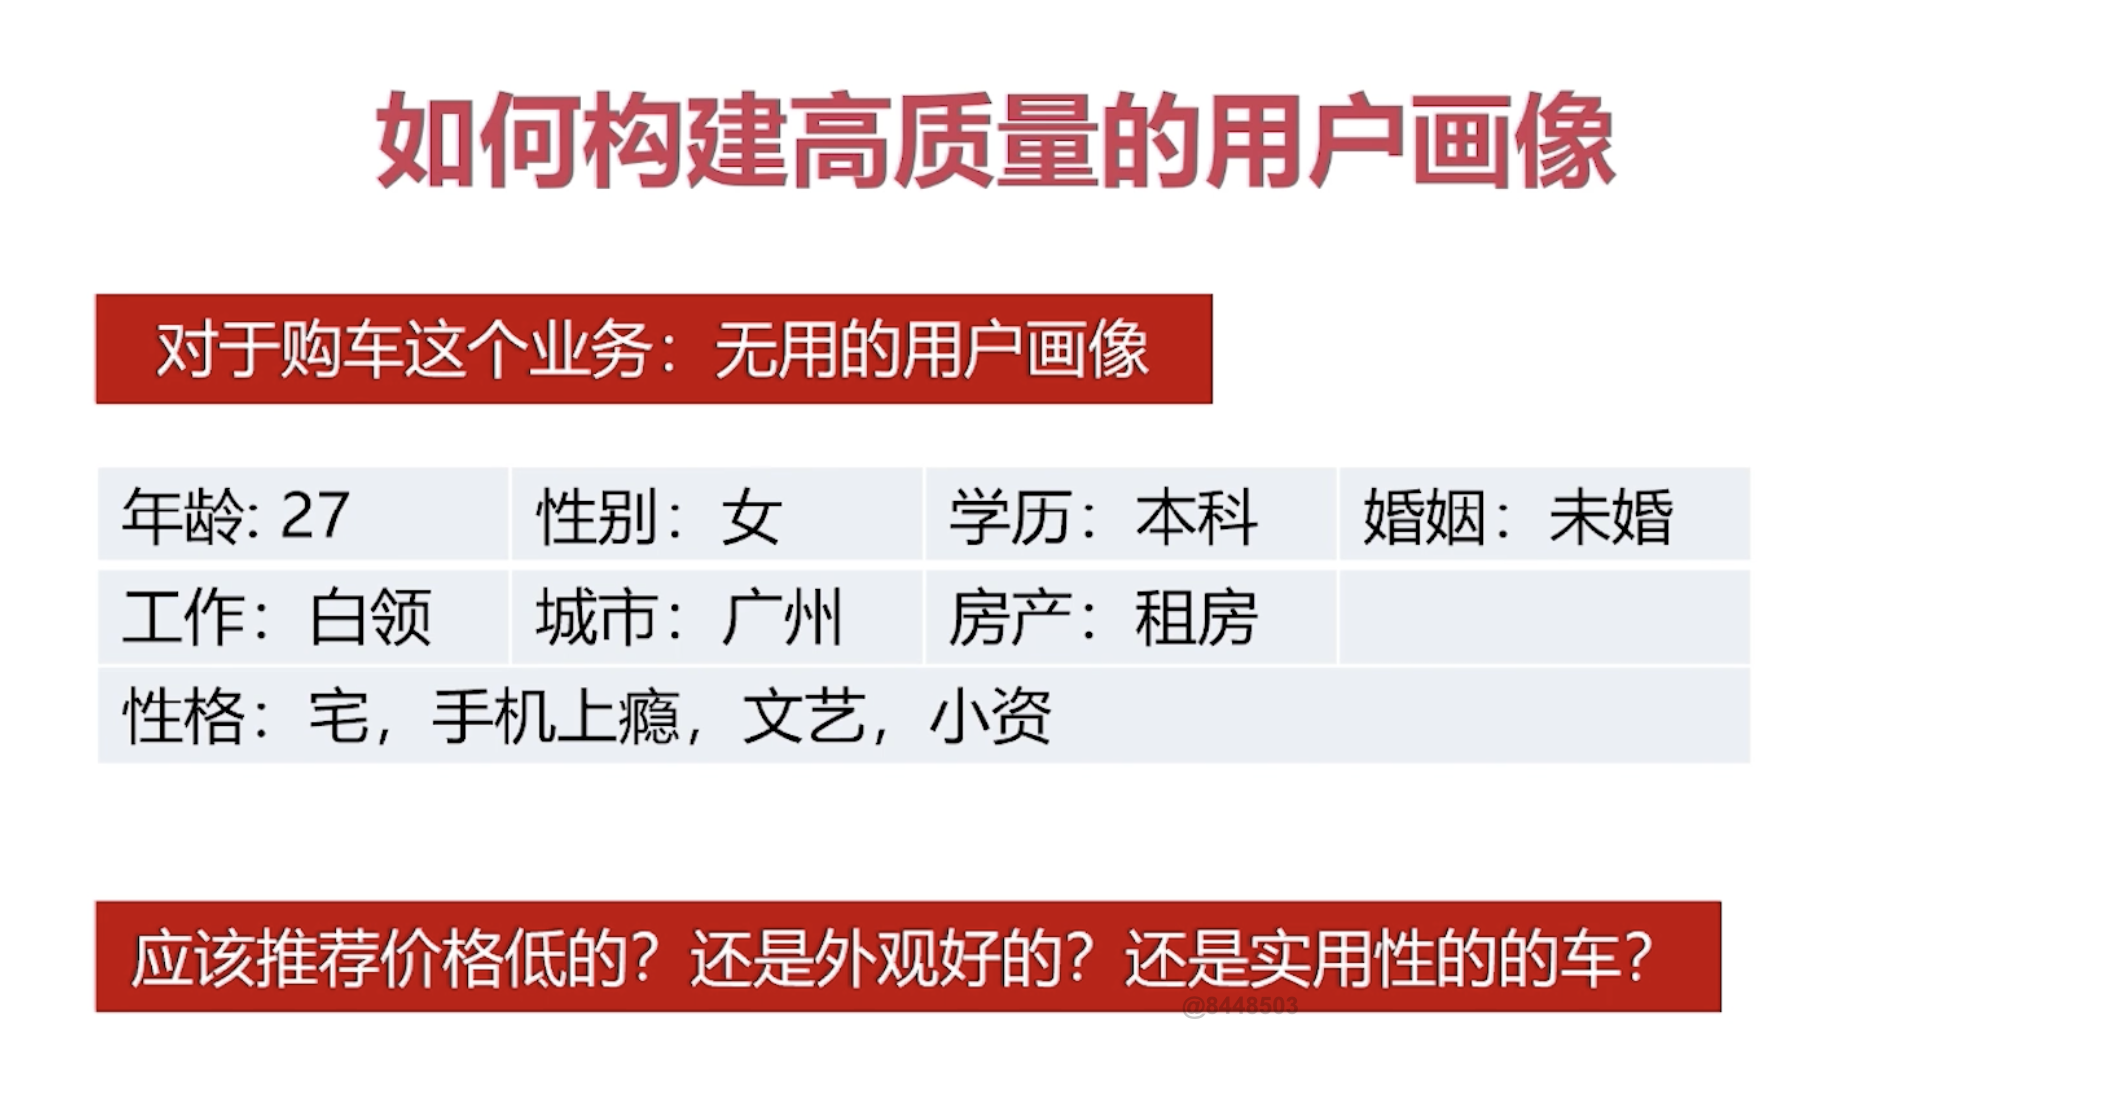 如何构建高质量的用户画像
对于购车这个业务：无用的用户画像
年龄: 27 性别：女 学历：本科 婚姻：未婚
工作：白领 城市：广州 房产：租房
性格：宅，手机上瘾，文艺，小资
应该推荐价格低的？还是外观好的？还是实用性的的车？
@8448503